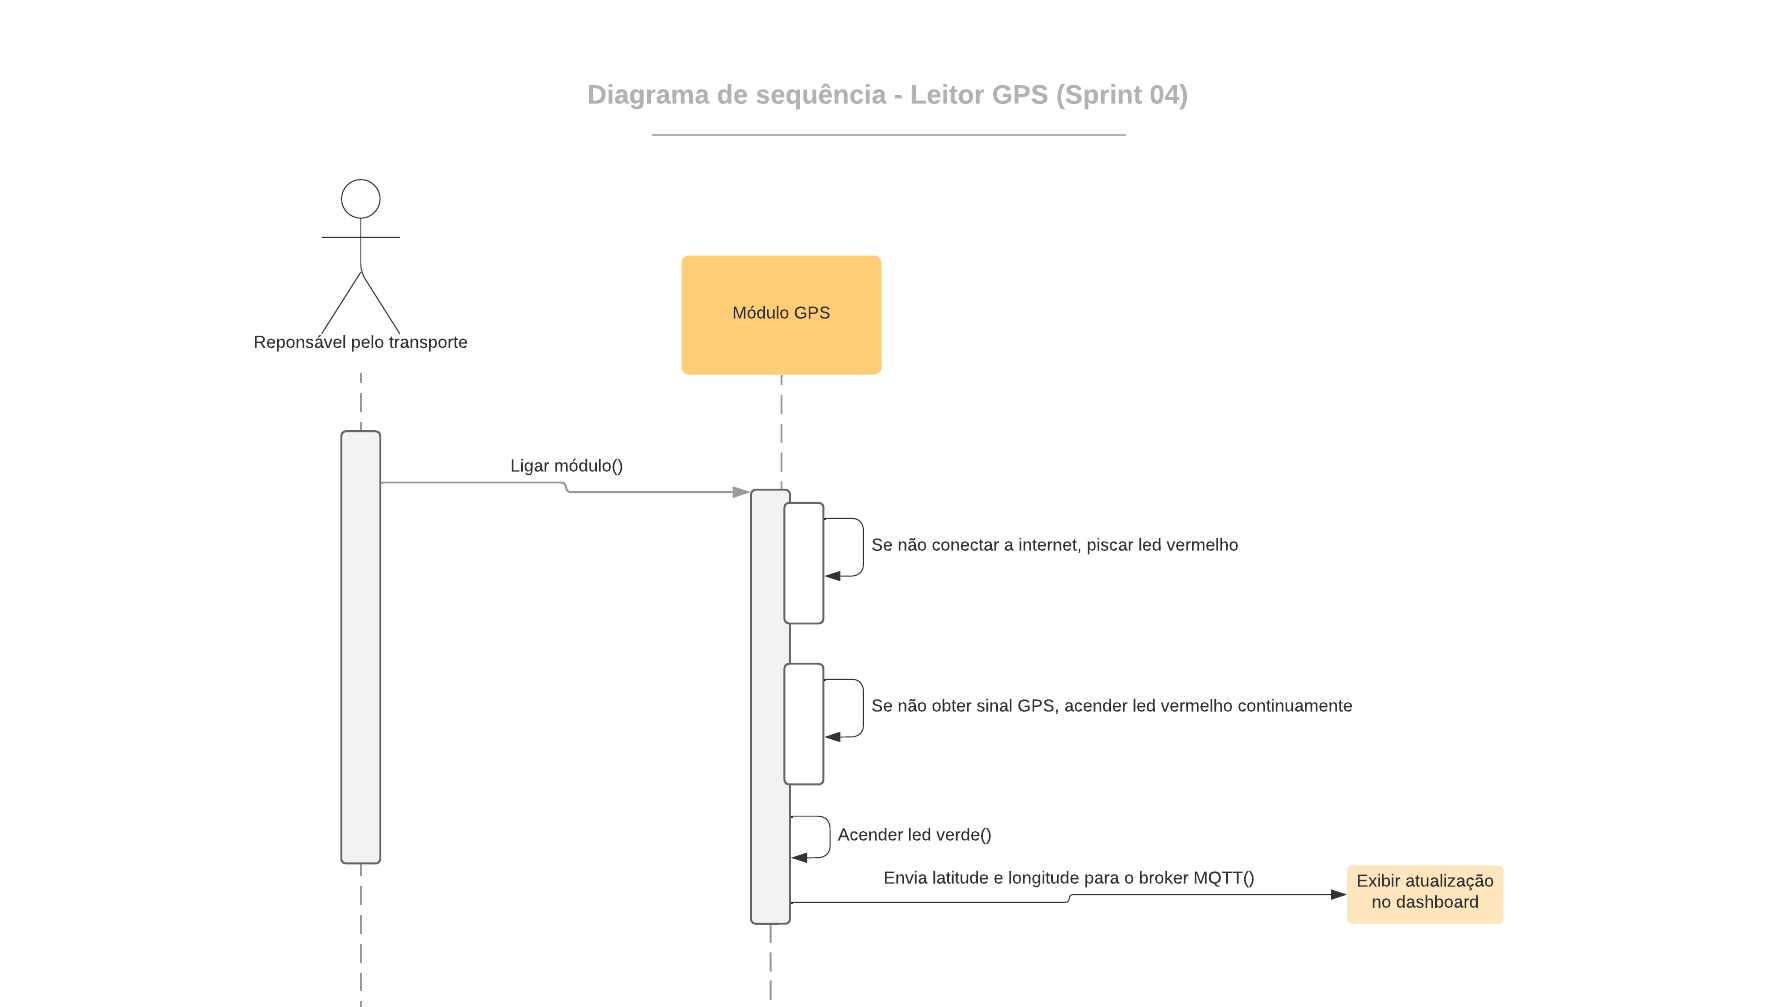 Diagrama de sequência - Leitor GPS (Sprint 04)
Reponsável pelo transporte
Módulo GPS
Ligar módulo()
Se não conectar a internet, piscar led vermelho
Se não obter sinal GPS, acender led vermelho continuamente
Acender led verde()
Envia latitude e longitude para o broker MQTT()
Exibir atualização
no dashboard